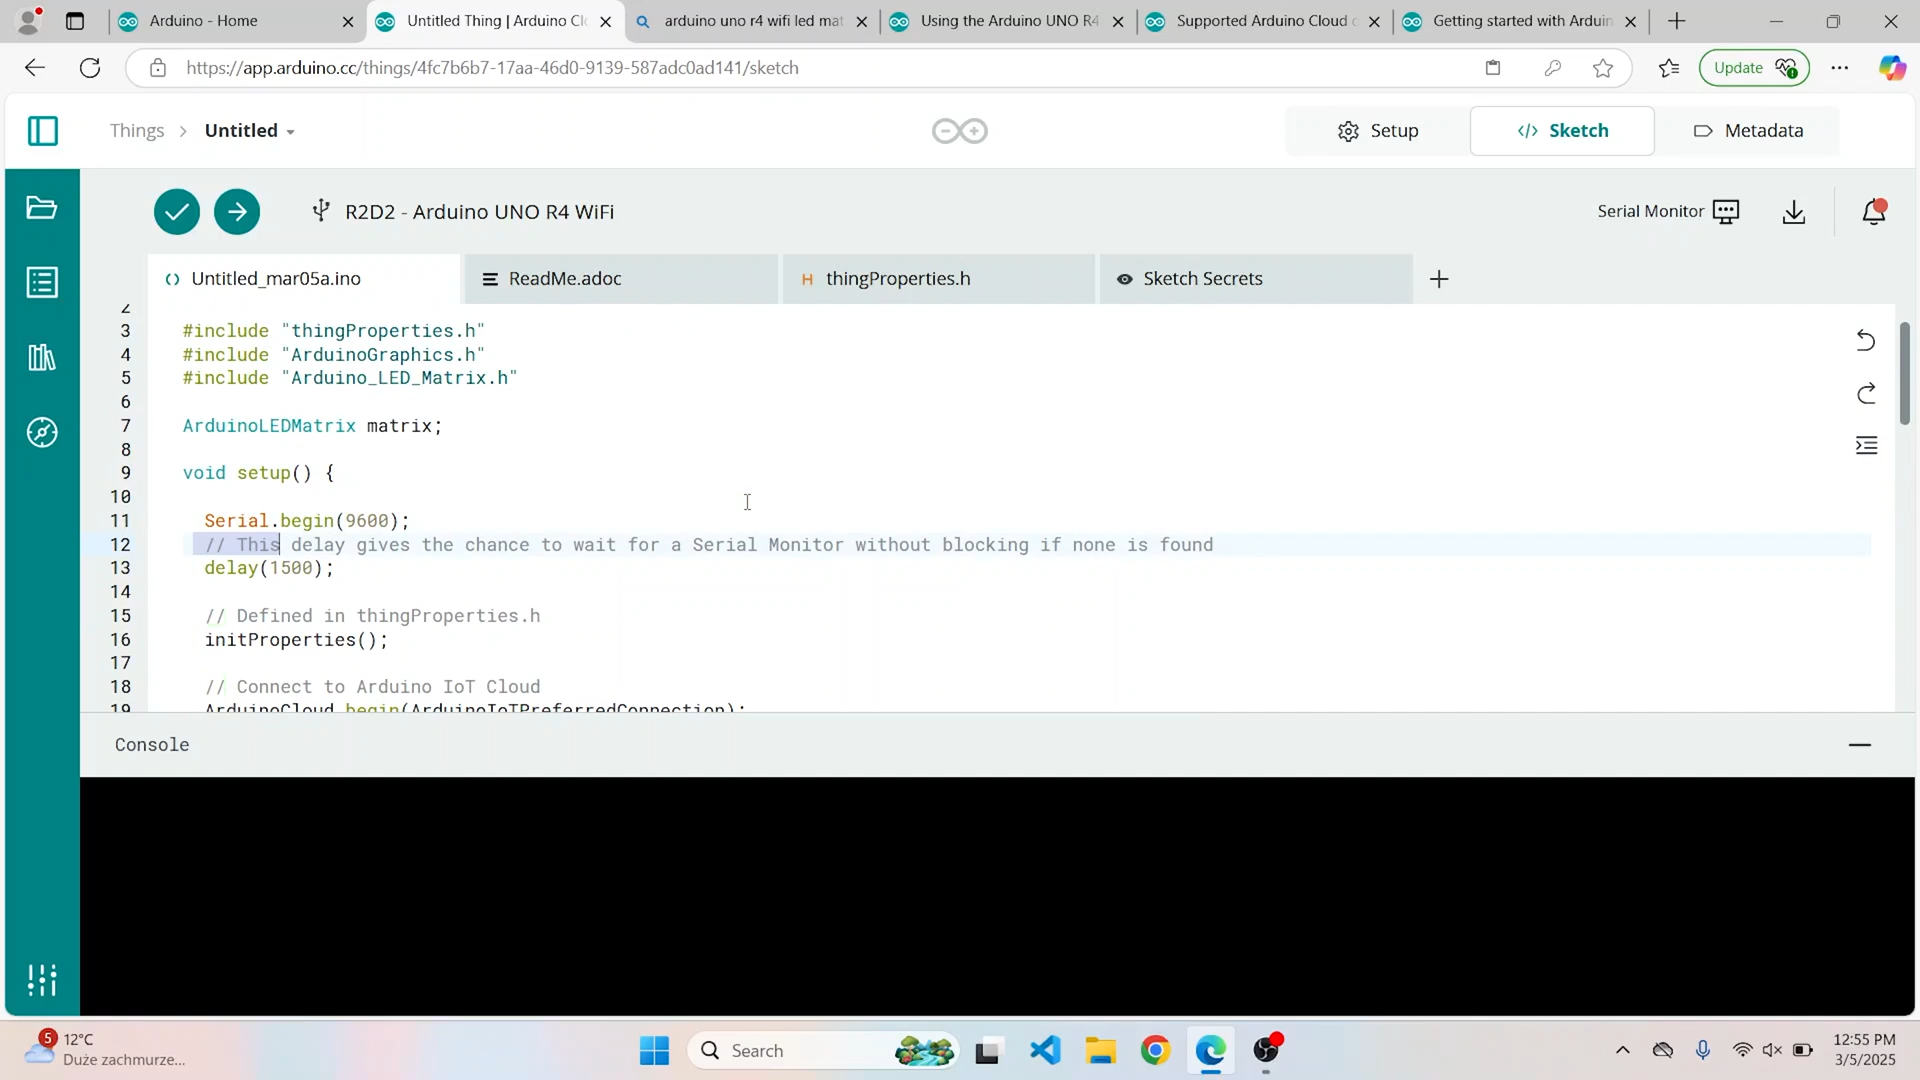 Arduino - Home
Untitled Thing | Arduino Cl
arduino uno r4 wifi led mat
Using the Arduino UNO R4
Supported Arduino Cloud c
Getting started with Arduin
https://app.arduino.cc/things/4fc7b6b7-17aa-46d0-9139-587adc0ad141/sketch
Update
Things > Untitled
Setup
</> Sketch
Metadata
R2D2 - Arduino UNO R4 WiFi
Serial Monitor
Untitled_mar05a.ino
ReadMe.adoc
H thingProperties.h
Sketch Secrets
2
3 #include "thingProperties.h"
4 #include "ArduinoGraphics.h"
5 #include "Arduino_LED_Matrix.h"
6
7 ArduinoLEDMatrix matrix;
8
9 void setup() {
10
11 Serial.begin(9600);
12 // This delay gives the chance to wait for a Serial Monitor without blocking if none is found
13 delay(1500);
14
15 // Defined in thingProperties.h
16 initProperties();
17
18 // Connect to Arduino IoT Cloud
19 ArduinoCloud.begin(ArduinoIoTPreferredConnection);
Console
5
12°C
Duże zachmurze...
Search
12:55 PM
3/5/2025